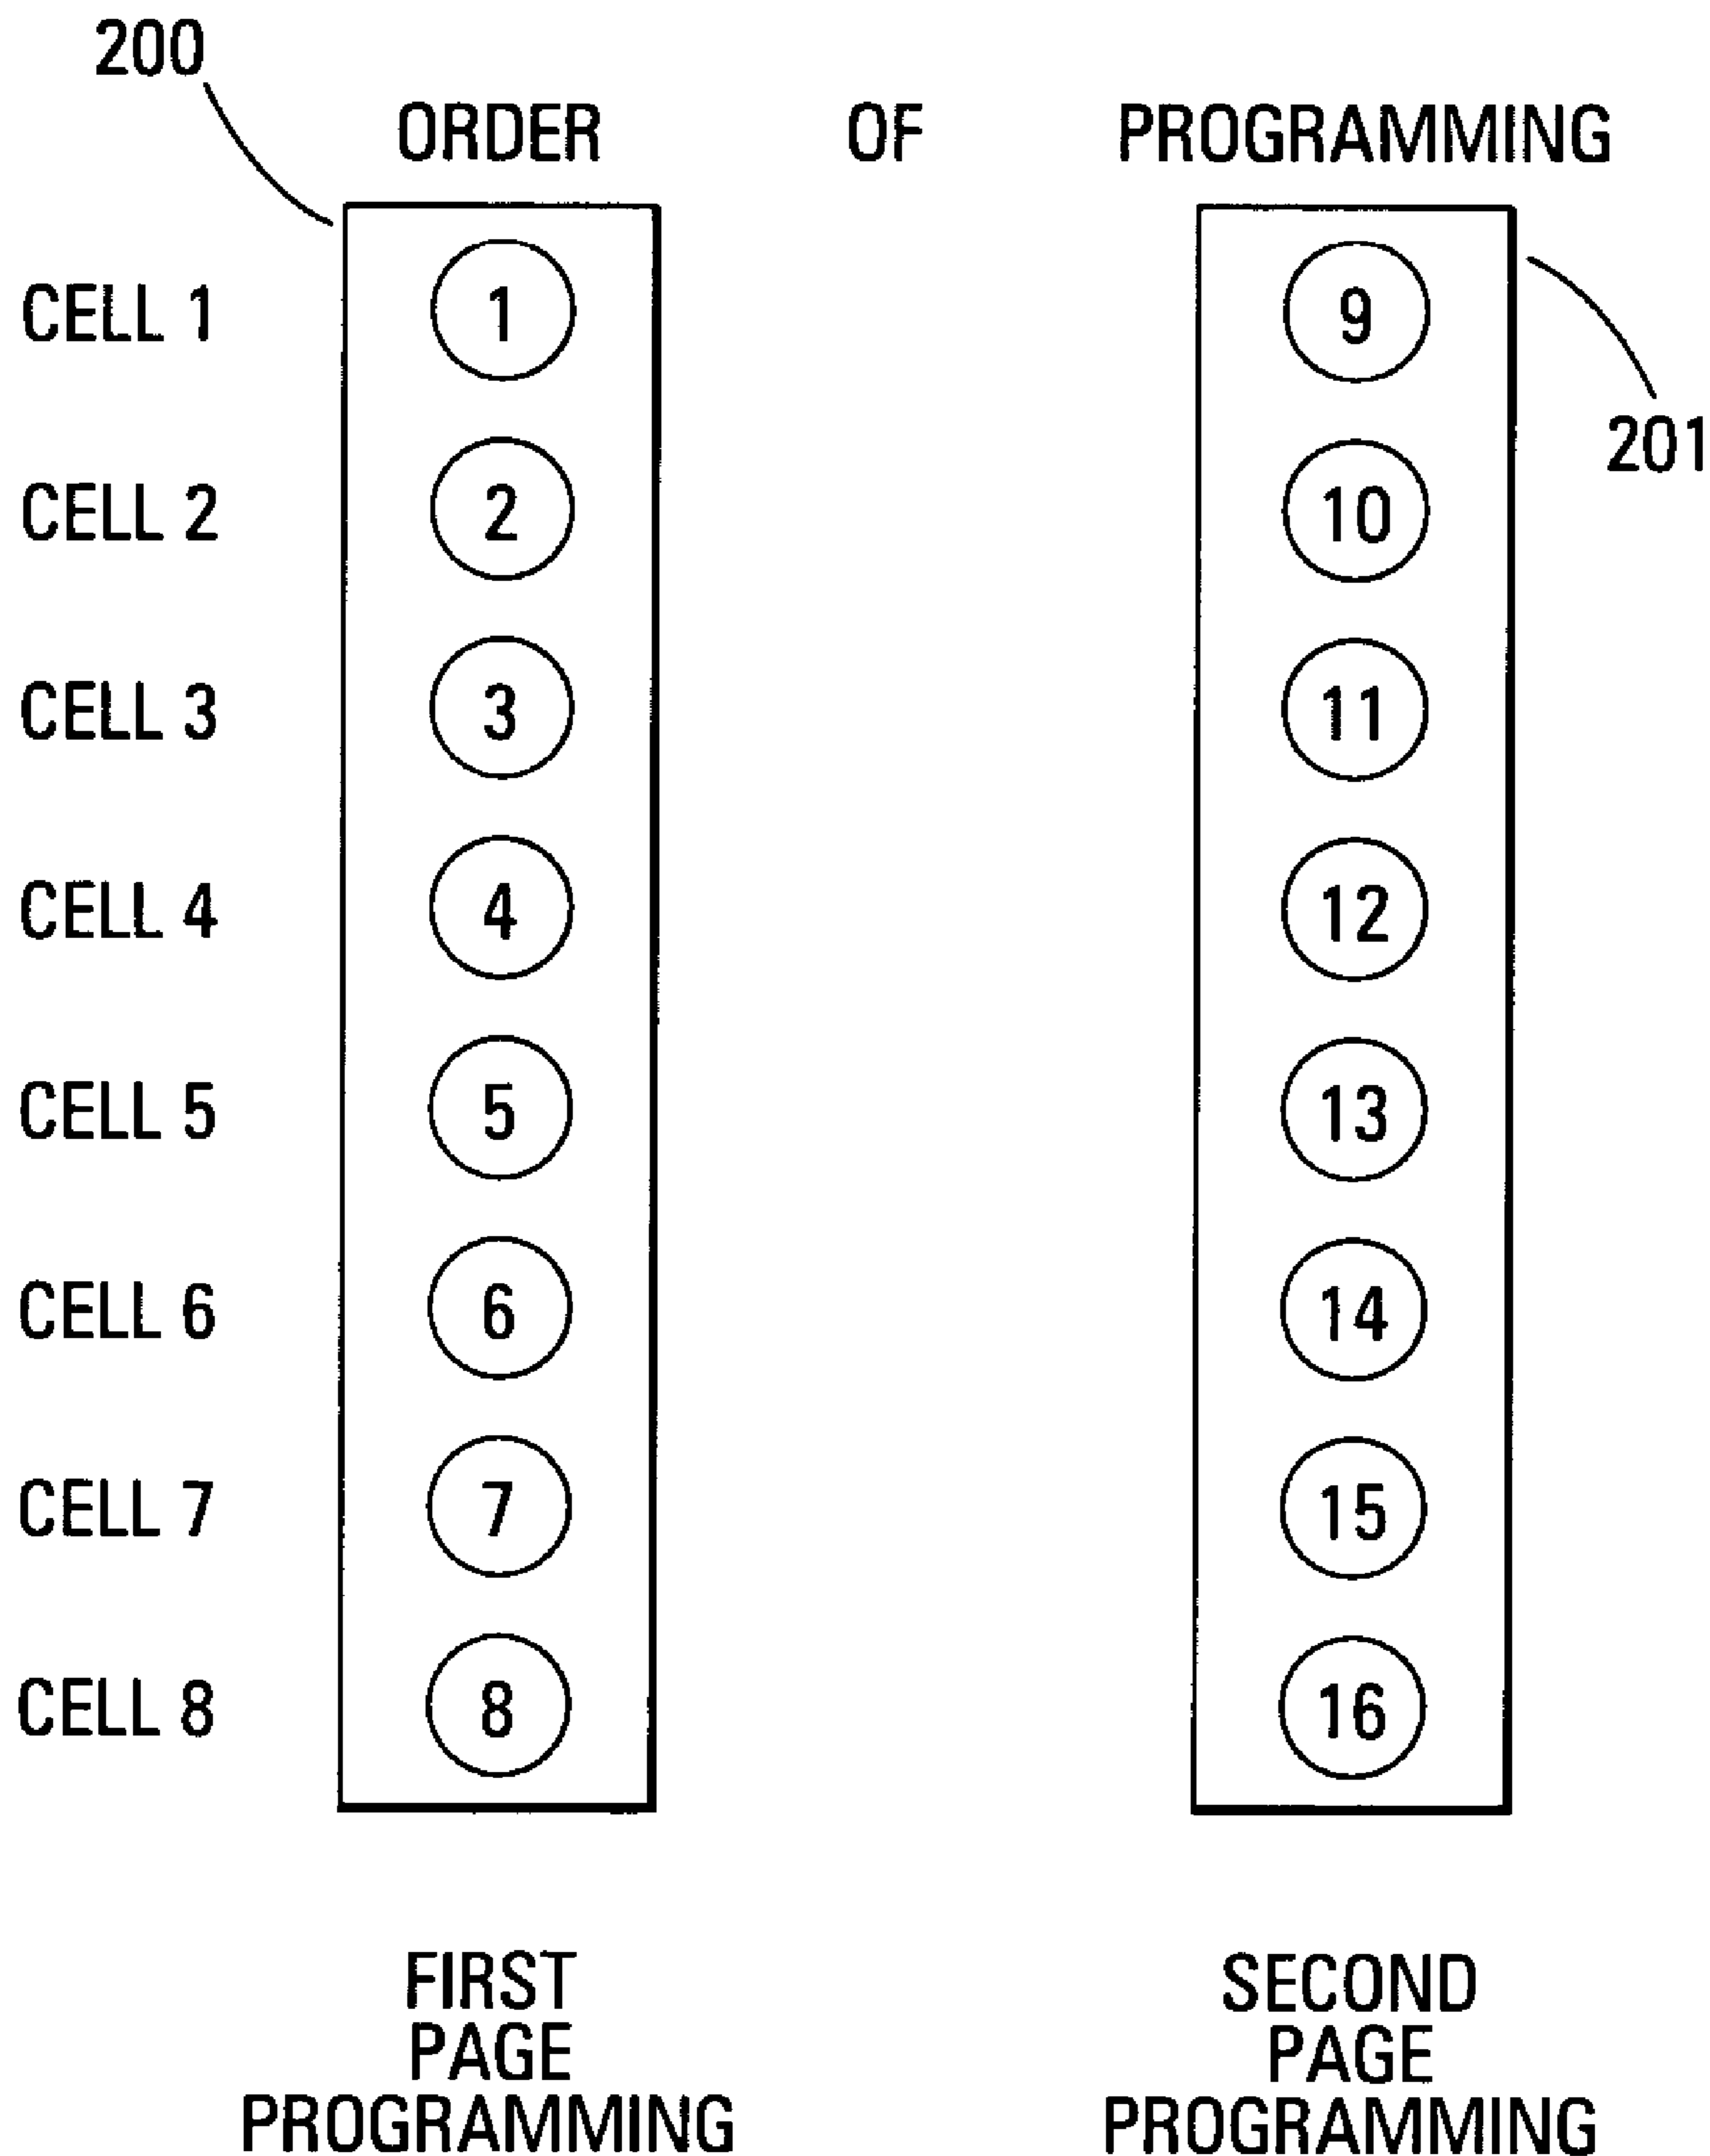 200
ORDER OF PROGRAMMING
CELL 1 1 9
201
CELL 2 2 10
CELL 3 3 11
CELL 4 4 12
CELL 5 5 13
CELL 6 6 14
CELL 7 7 15
CELL 8 8 16
FIRST SECOND
PAGE PAGE
PROGRAMMING PROGRAMMING